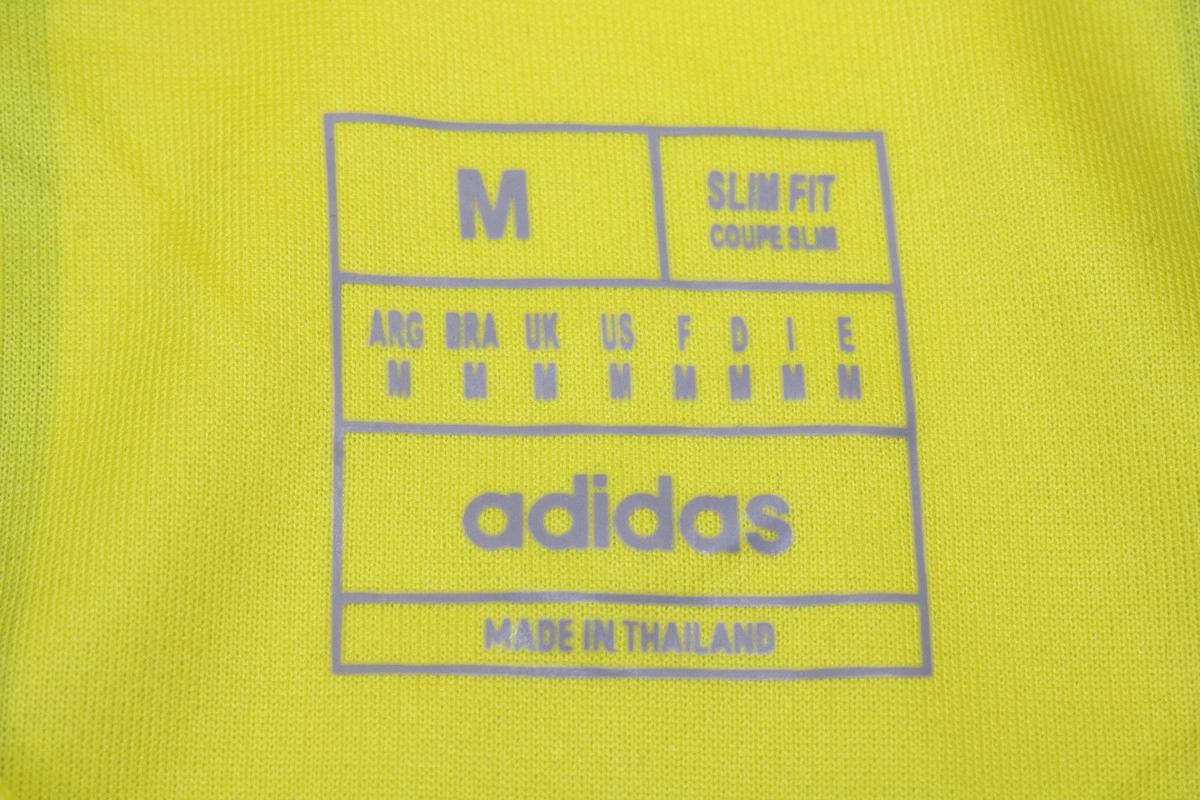 M
SLIM FIT
COUPE SLIM
ARG BRA UK US F D I E
M M M M M M M M
adidas
MADE IN THAILAND